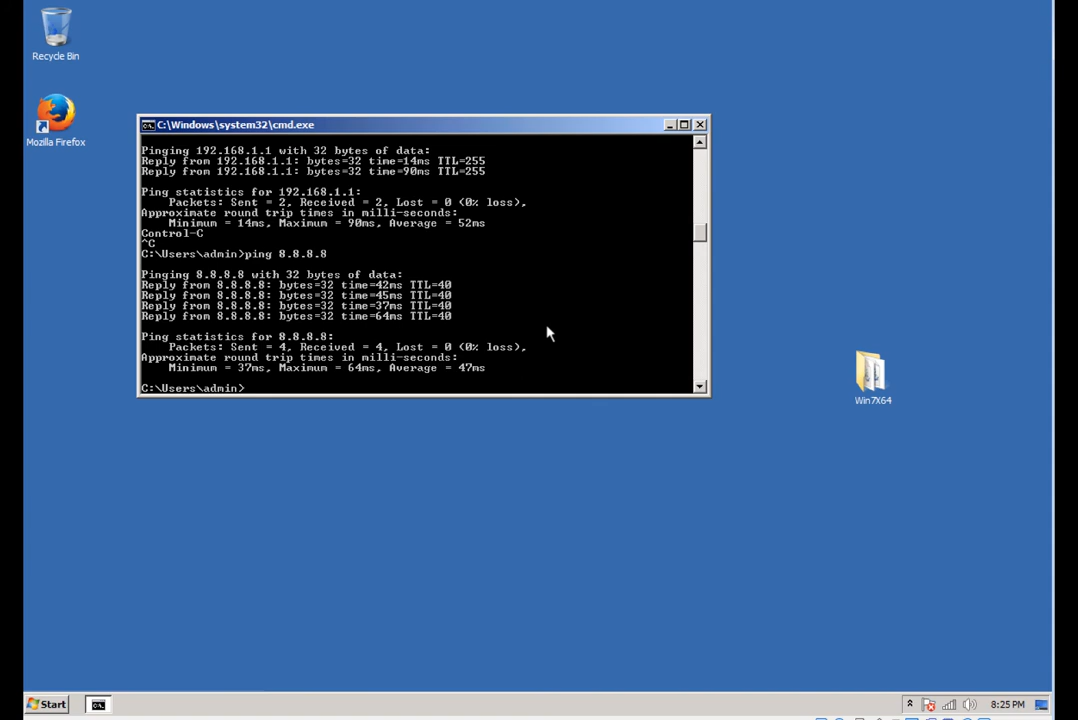 Recycle Bin
Mozilla Firefox
C:\Windows\system32\cmd.exe
Pinging 192.168.1.1 with 32 bytes of data:
Reply from 192.168.1.1: bytes=32 time=14ms TTL=255
Reply from 192.168.1.1: bytes=32 time=90ms TTL=255
Ping statistics for 192.168.1.1:
Packets: Sent = 2, Received = 2, Lost = 0 (0% loss),
Approximate round trip times in milli-seconds:
Minimum = 14ms, Maximum = 90ms, Average = 52ms
Control-C
^C
C:\Users\admin>ping 8.8.8.8
Pinging 8.8.8.8 with 32 bytes of data:
Reply from 8.8.8.8: bytes=32 time=42ms TTL=40
Reply from 8.8.8.8: bytes=32 time=45ms TTL=40
Reply from 8.8.8.8: bytes=32 time=37ms TTL=40
Reply from 8.8.8.8: bytes=32 time=64ms TTL=40
Ping statistics for 8.8.8.8:
Packets: Sent = 4, Received = 4, Lost = 0 (0% loss),
Approximate round trip times in milli-seconds:
Minimum = 37ms, Maximum = 64ms, Average = 47ms
C:\Users\admin>
Win7X64
Start
8:25 PM